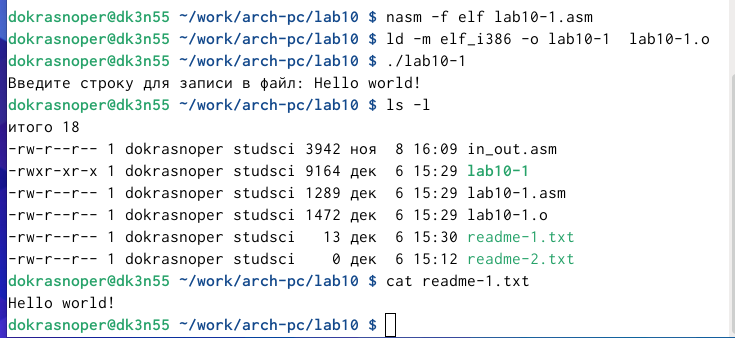 dokrasnoper@dk3n55 ~/work/arch-pc/lab10 $ nasm -f elf lab10-1.asm
dokrasnoper@dk3n55 ~/work/arch-pc/lab10 $ ld -m elf_i386 -o lab10-1  lab10-1.o
dokrasnoper@dk3n55 ~/work/arch-pc/lab10 $ ./lab10-1
Введите строку для записи в файл: Hello world!
dokrasnoper@dk3n55 ~/work/arch-pc/lab10 $ ls -l
итого 18
-rw-r--r-- 1 dokrasnoper studsci 3942 ноя  8 16:09 in_out.asm
-rwxr-xr-x 1 dokrasnoper studsci 9164 дек  6 15:29 lab10-1
-rw-r--r-- 1 dokrasnoper studsci 1289 дек  6 15:29 lab10-1.asm
-rw-r--r-- 1 dokrasnoper studsci 1472 дек  6 15:29 lab10-1.o
-rw-r--r-- 1 dokrasnoper studsci   13 дек  6 15:30 readme-1.txt
-rw-r--r-- 1 dokrasnoper studsci    0 дек  6 15:12 readme-2.txt
dokrasnoper@dk3n55 ~/work/arch-pc/lab10 $ cat readme-1.txt
Hello world!
dokrasnoper@dk3n55 ~/work/arch-pc/lab10 $